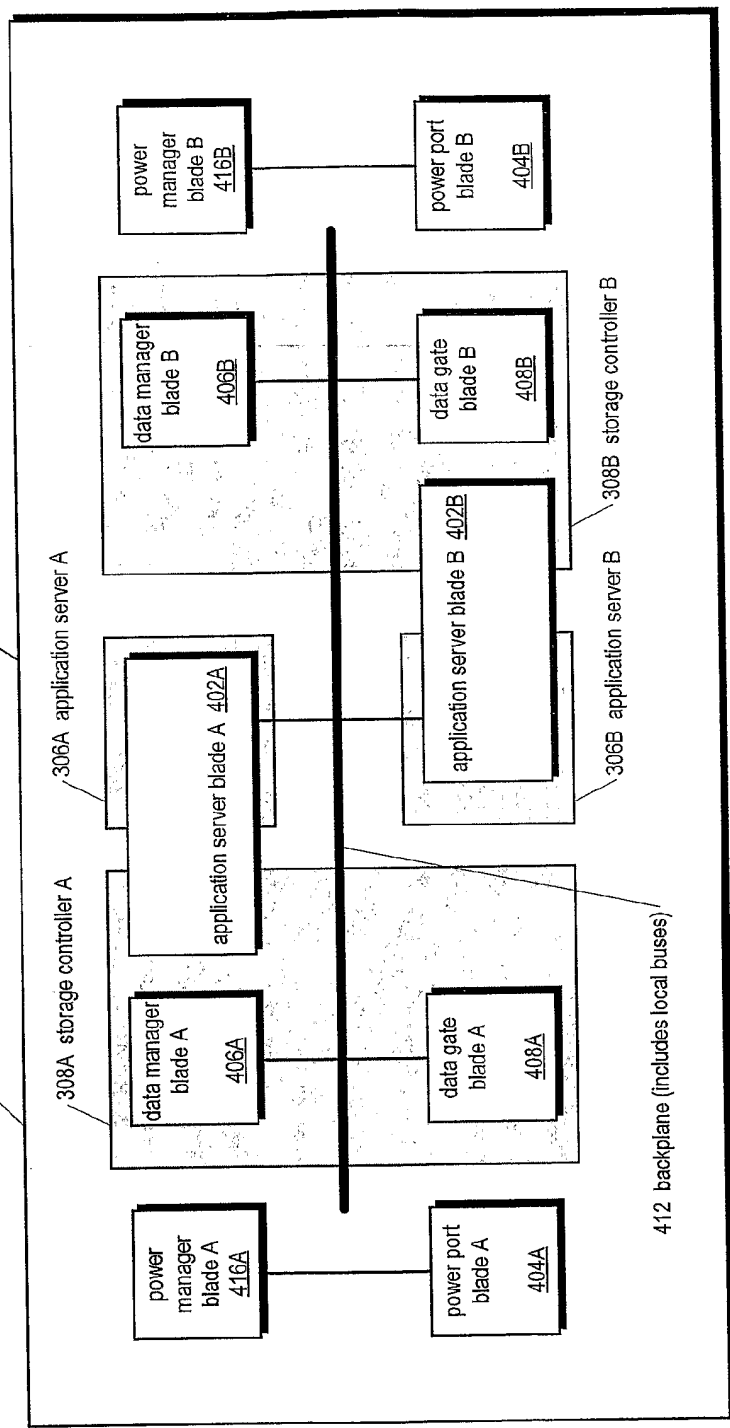 308A storage controller A
306A application server A
power
manager
blade A
416A
data manager
blade A
406A
application server blade A 402A
data manager
blade B
406B
power
manager
blade B
416B
power port
blade A
404A
data gate
blade A
408A
application server blade B 402B
data gate
blade B
408B
power port
blade B
404B
412 backplane (includes local buses)
306B application server B
308B storage controller B